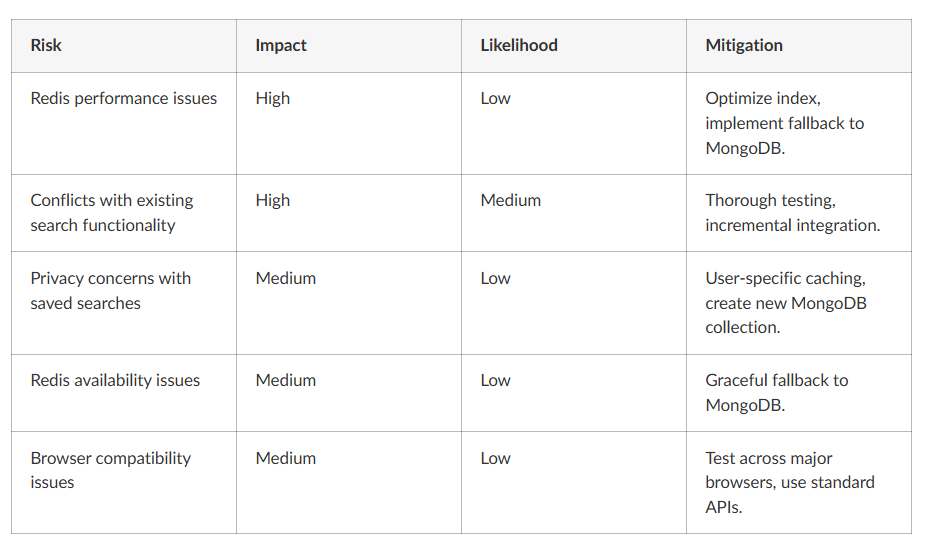 Risk Impact Likelihood Mitigation
Redis performance issues High Low Optimize index,
implement fallback to
MongoDB.
Conflicts with existing High Medium Thorough testing,
search functionality incremental integration.
Privacy concerns with Medium Low User-specific caching,
saved searches create new MongoDB
collection.
Redis availability issues Medium Low Graceful fallback to
MongoDB.
Browser compatibility Medium Low Test across major
issues browsers, use standard
APIs.